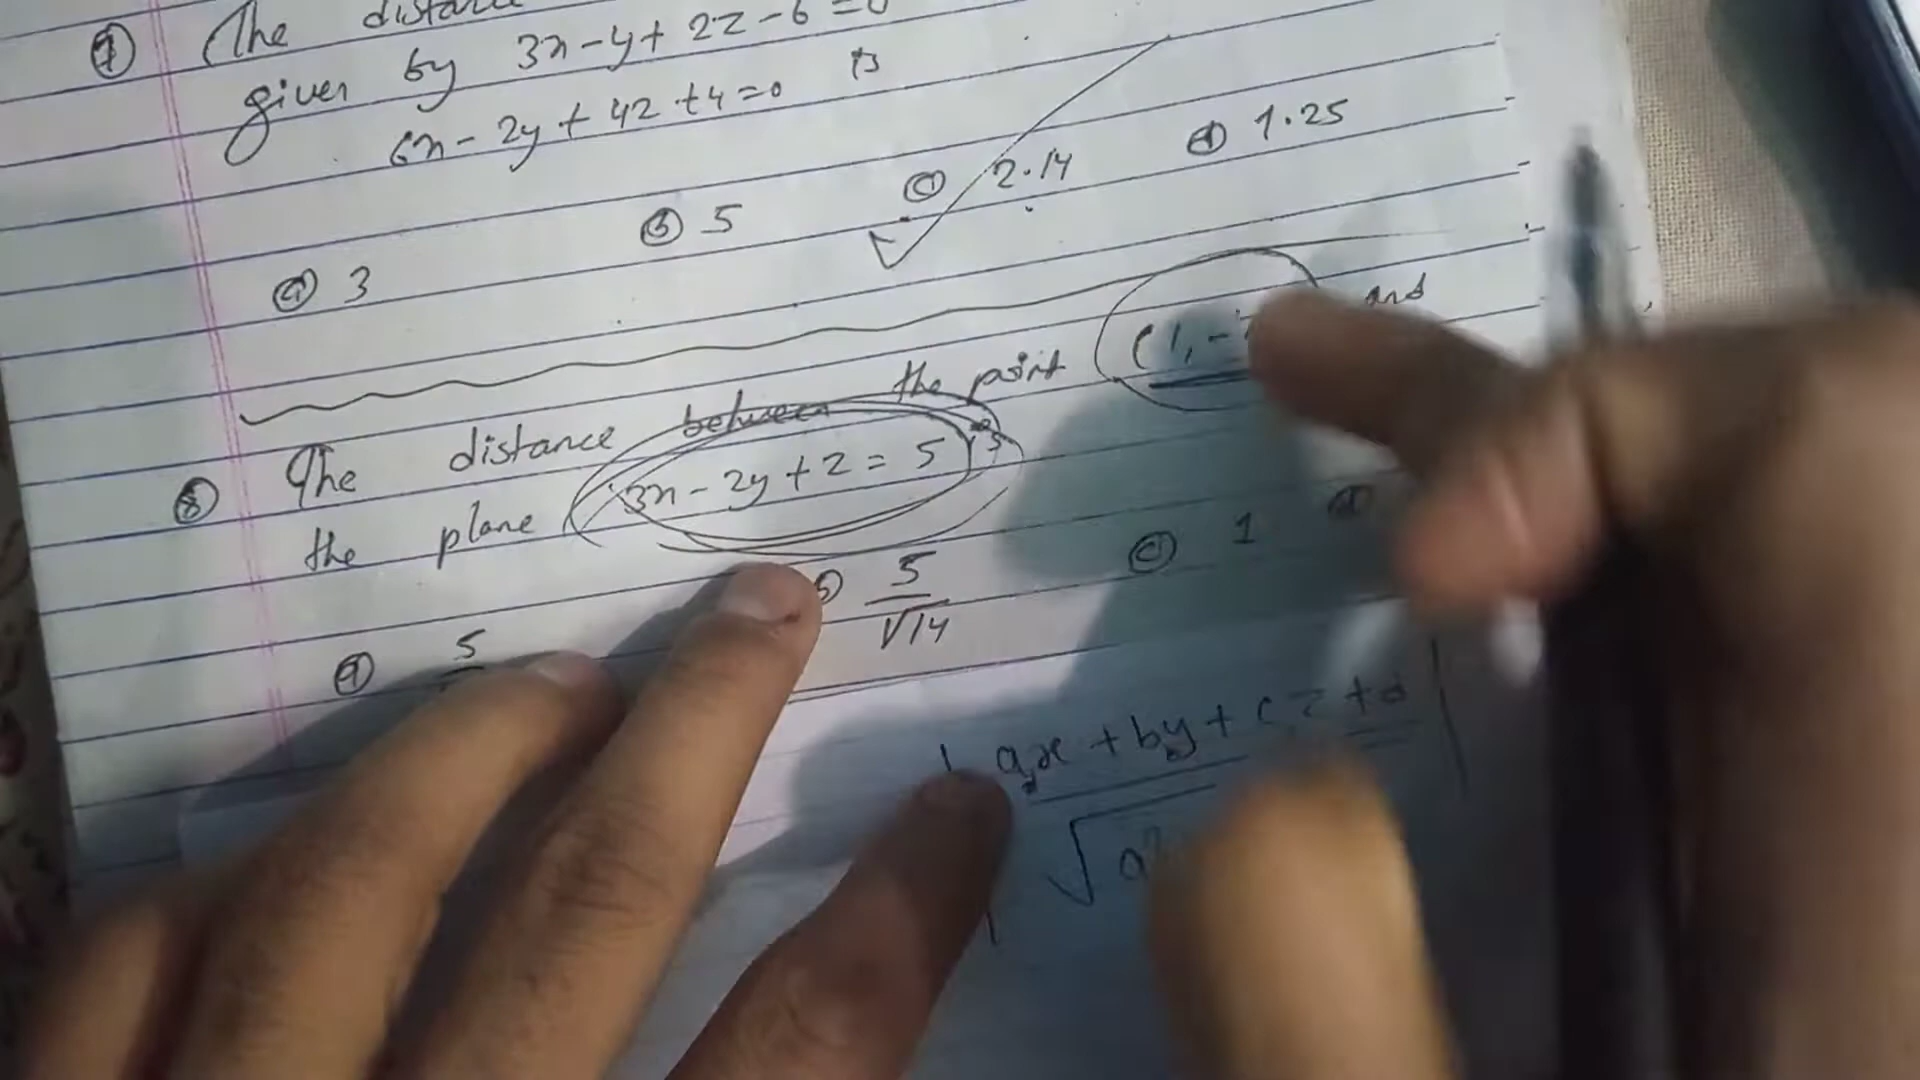 ⑦ The distance
given by 3x - y + 2z - 6 = 0
6x - 2y + 4z + 4 = 0 is
ⓐ 3 ⓑ 5 ⓒ 2.14 ⓓ 1.25
⑧ The distance between the point (1, - and
the plane 3x - 2y + z = 5 is
ⓐ 5 ⓑ 5/√14 ⓒ 1 ⓓ
| ax + by + cz + d |
√a²